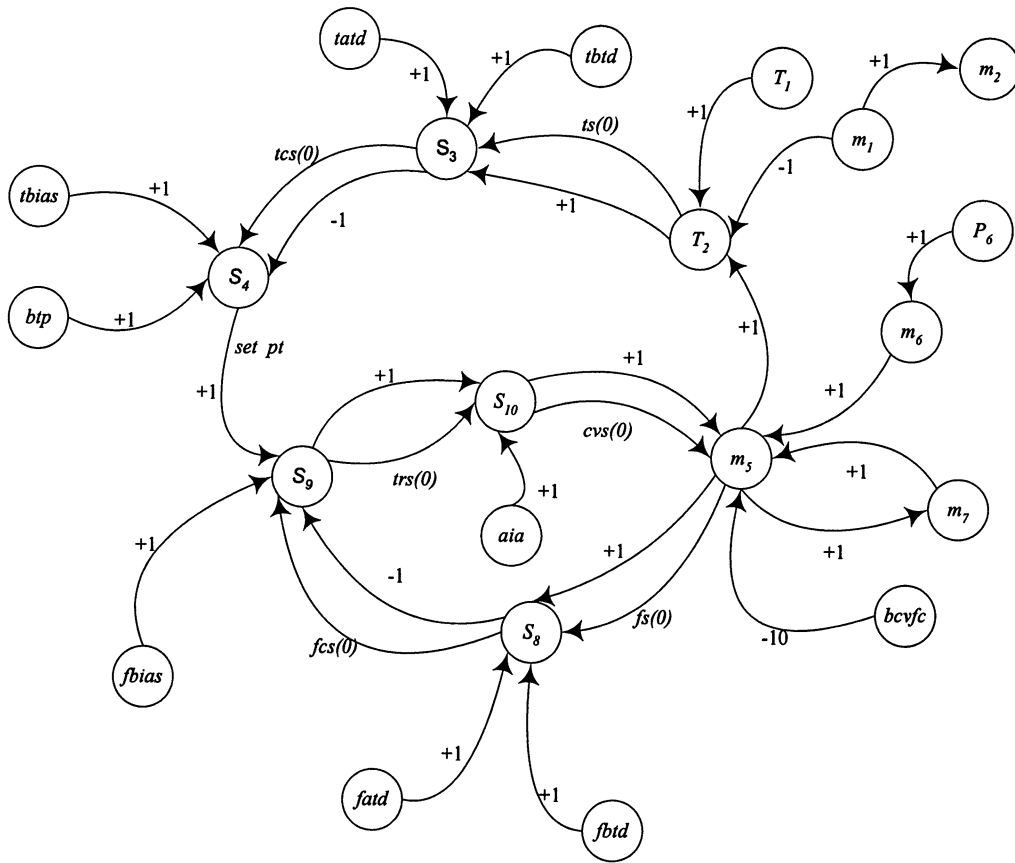 tatd
+1
+1
tbtd
T1
+1
m2
+1
m1
ts(0)
S3
tcs(0)
-1
tbias
+1
-1
+1
T2
P6
+1
S4
btp
+1
set pt
+1
m6
+1
+1
+1
+1
S10
cvs(0)
m5
S9
trs(0)
+1
+1
m7
aia
+1
+1
+1
-1
fcs(0)
S8
fs(0)
-10
bcvfc
fbias
+1
fatd
+1
fbtd